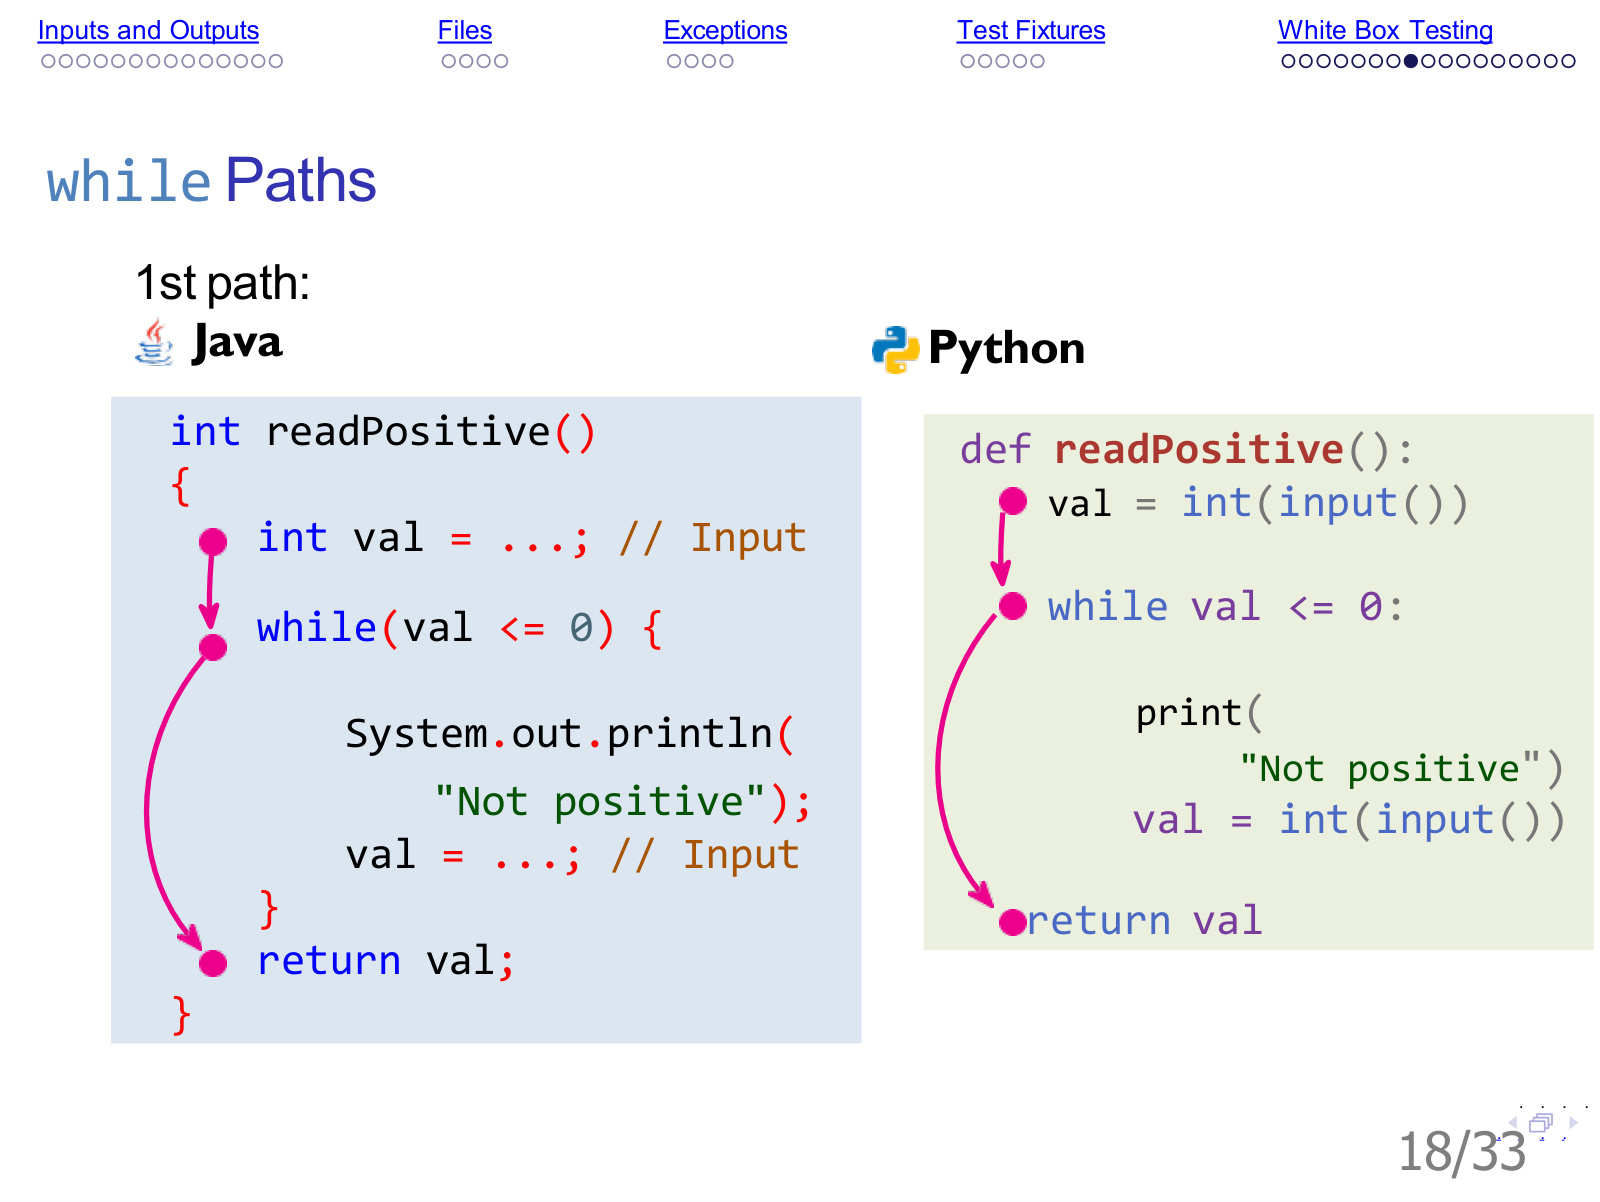 Inputs and Outputs Files Exceptions Test Fixtures White Box Testing
while Paths
1st path:
Java
int readPositive()
{
int val = ...; // Input
while(val <= 0) {
System.out.println(
"Not positive");
val = ...; // Input
}
return val;
}
Python
def readPositive():
val = int(input())
while val <= 0:
print(
"Not positive")
val = int(input())
return val
18/33